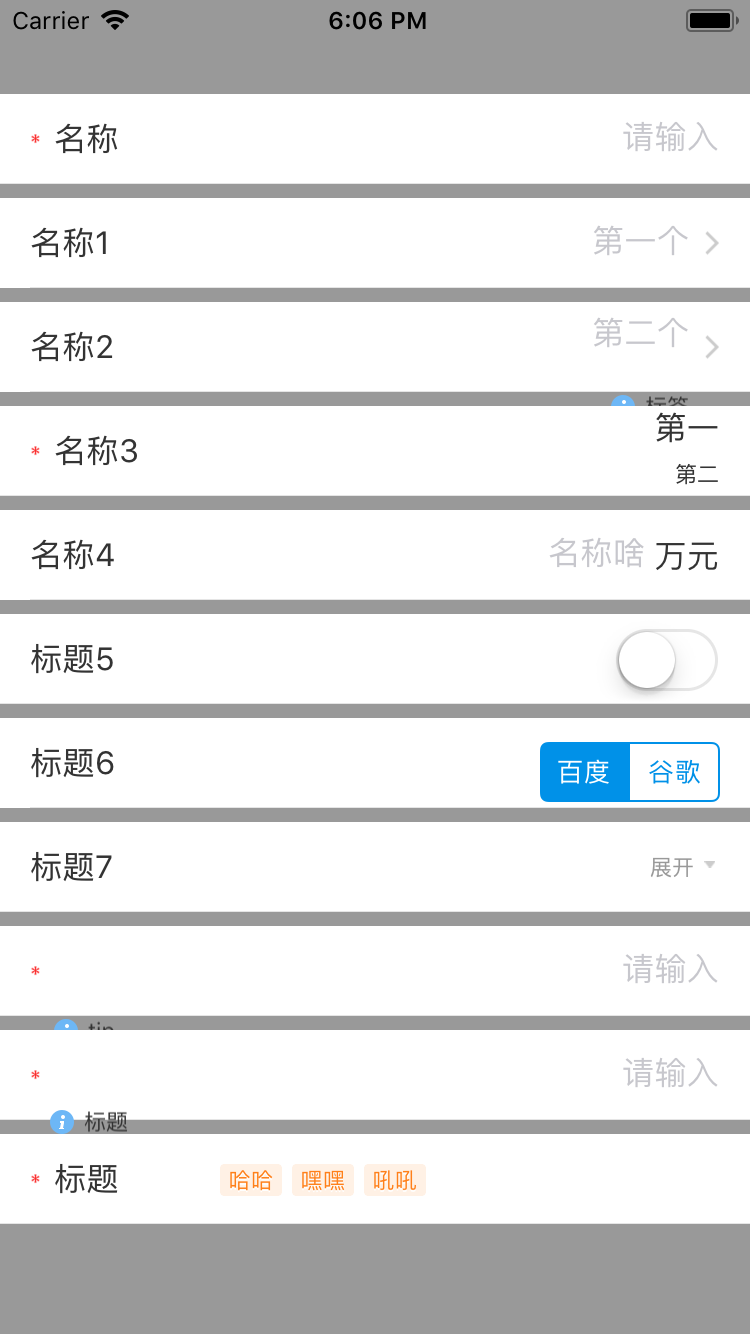 Carrier 6:06 PM
* 名称 请输入
名称1 第一个
名称2 第二个
标签
* 名称3 第一
第二
名称4 名称啥 万元
标题5
标题6 百度 谷歌
标题7 展开
* 请输入
tip
* 请输入
标题
* 标题 哈哈 嘿嘿 吼吼